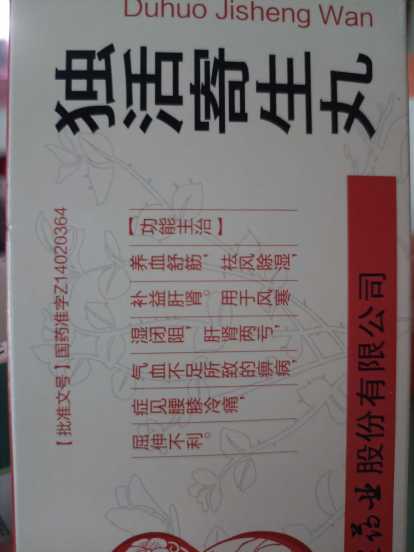 Duhuo Jisheng Wan
独活寄生丸
【批准文号】国药准字Z14020364
【功能主治】
养血舒筋，祛风除湿，
补益肝肾。用于风寒
湿闭阻，肝肾两亏，
气血不足所致的痹病，
症见腰膝冷痛，
屈伸不利。
药业股份有限公司